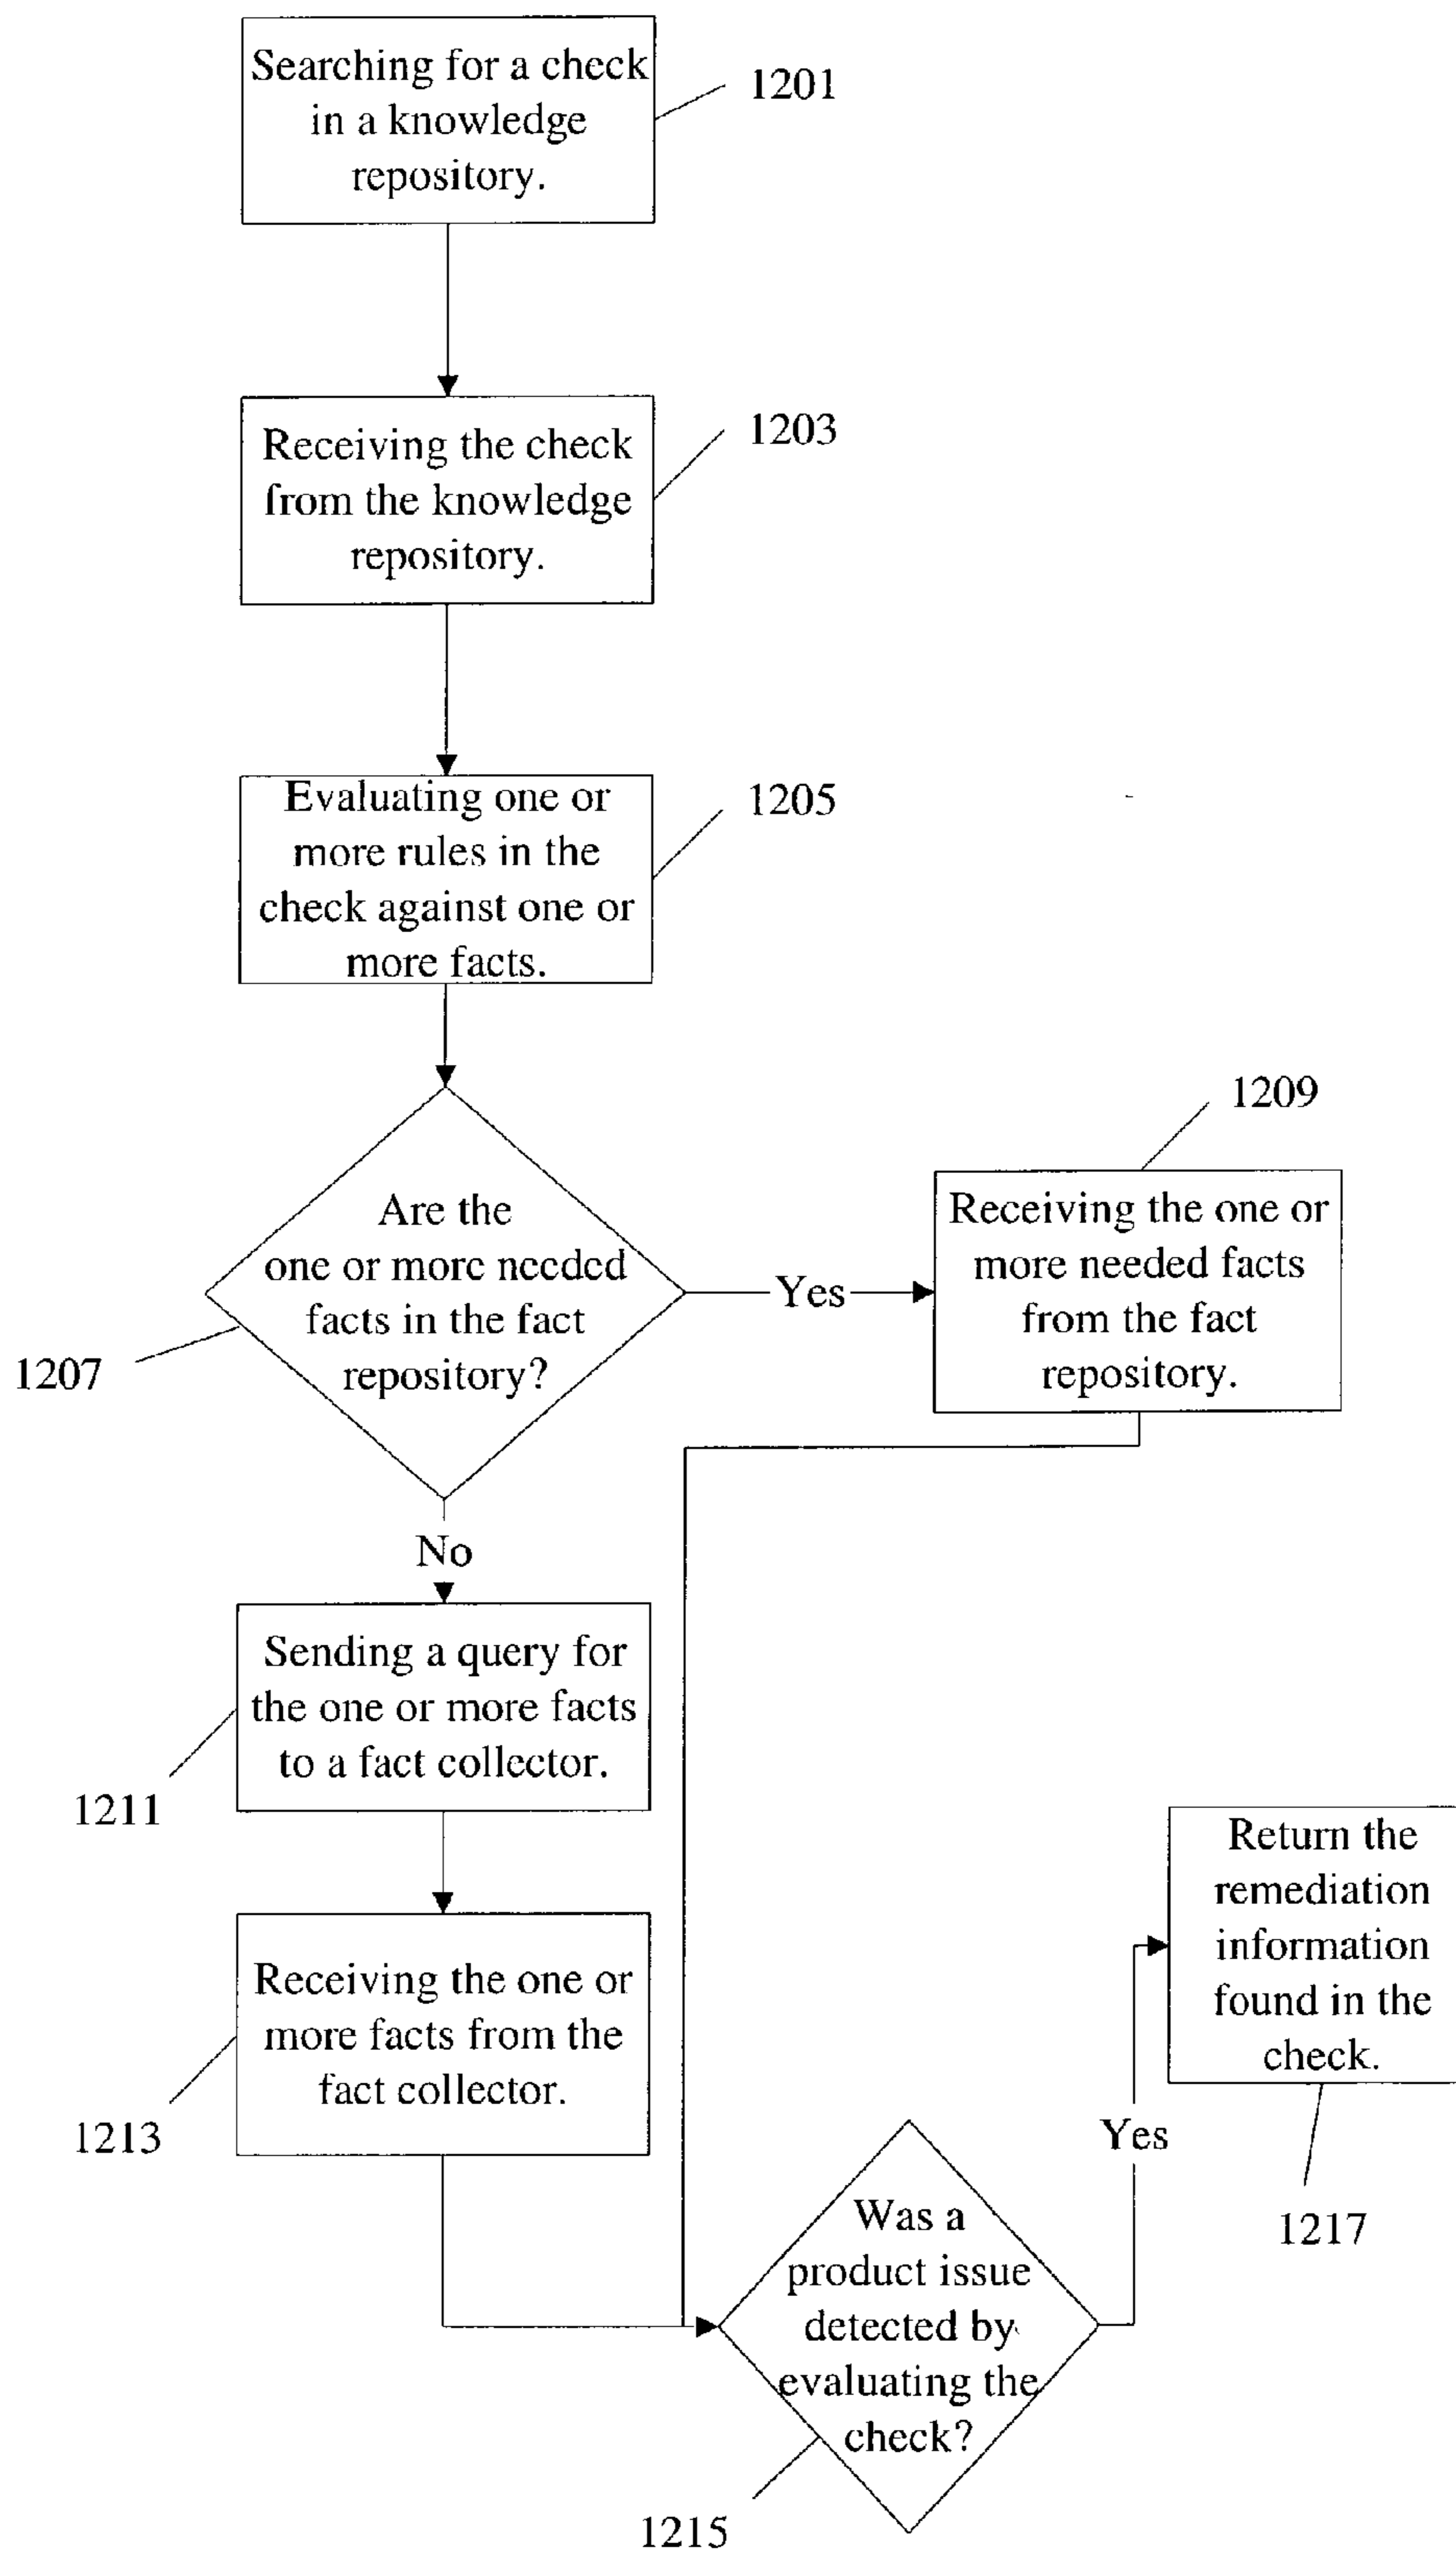 Searching for a check
in a knowledge
repository.
1201
Receiving the check
from the knowledge
repository.
1203
Evaluating one or
more rules in the
check against one or
more facts.
1205
Are the
one or more needed
facts in the fact
repository?
1207
Yes
Receiving the one or
more needed facts
from the fact
repository.
1209
No
Sending a query for
the one or more facts
to a fact collector.
1211
Receiving the one or
more facts from the
fact collector.
1213
Was a
product issue
detected by
evaluating the
check?
1215
Yes
Return the
remediation
information
found in the
check.
1217